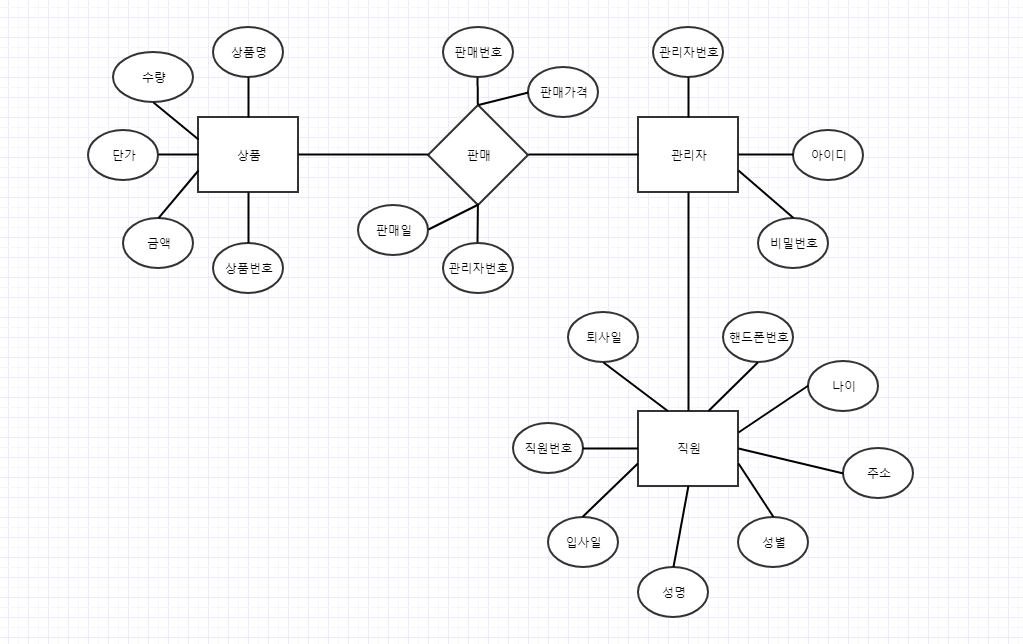 상품명
수량
단가
상품
금액
상품번호
판매번호
판매가격
판매
판매일
관리자번호
관리자번호
관리자
아이디
비밀번호
퇴사일
핸드폰번호
나이
직원번호
직원
주소
입사일
성별
성명